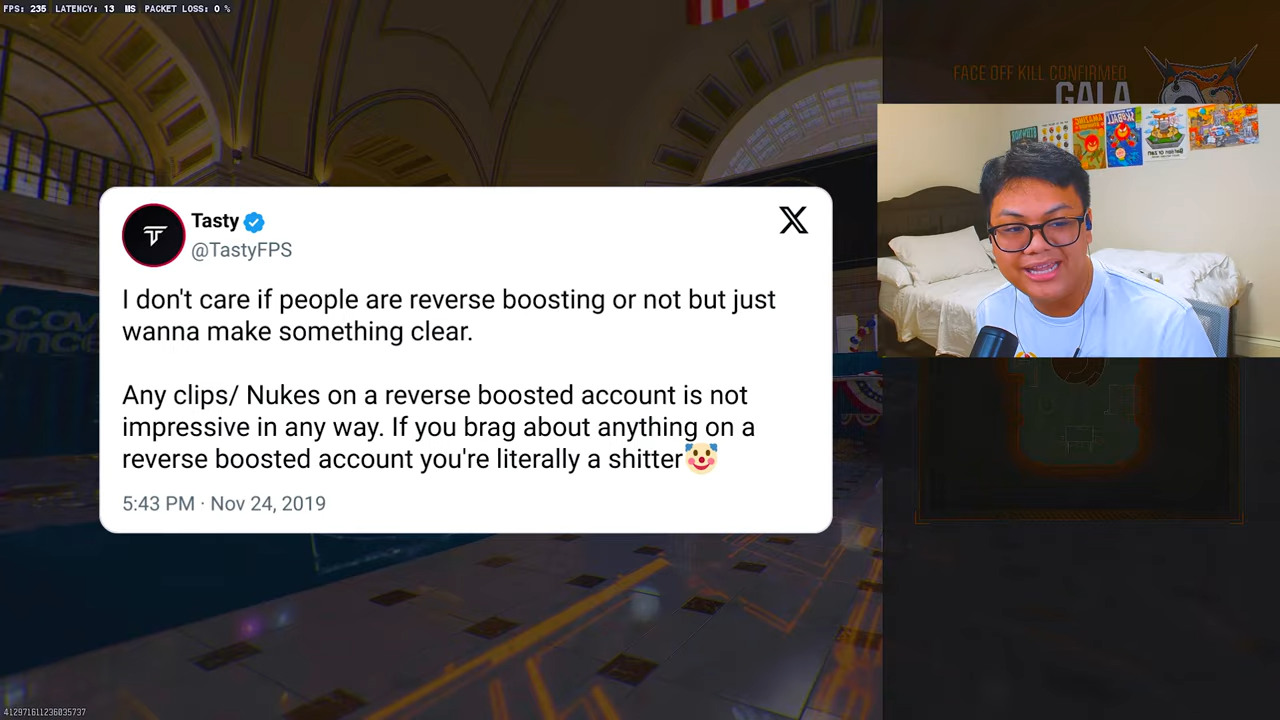 FPS: 235 LATENCY: 13 MS PACKET LOSS: 0 %
FACE OFF KILL CONFIRMED
GALA
Tasty
@TastyFPS
I don't care if people are reverse boosting or not but just
wanna make something clear.
Any clips/ Nukes on a reverse boosted account is not
impressive in any way. If you brag about anything on a
reverse boosted account you're literally a shitter🤡
5:43 PM · Nov 24, 2019